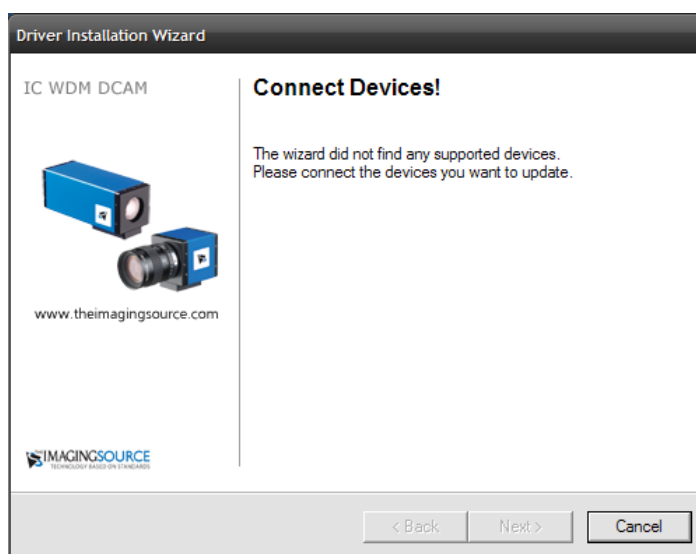 Driver Installation Wizard
IC WDM DCAM
Connect Devices!
The wizard did not find any supported devices.
Please connect the devices you want to update.
www.theimagingsource.com
THE IMAGINGSOURCE
TECHNOLOGY BASED ON STANDARDS
< Back
Next >
Cancel